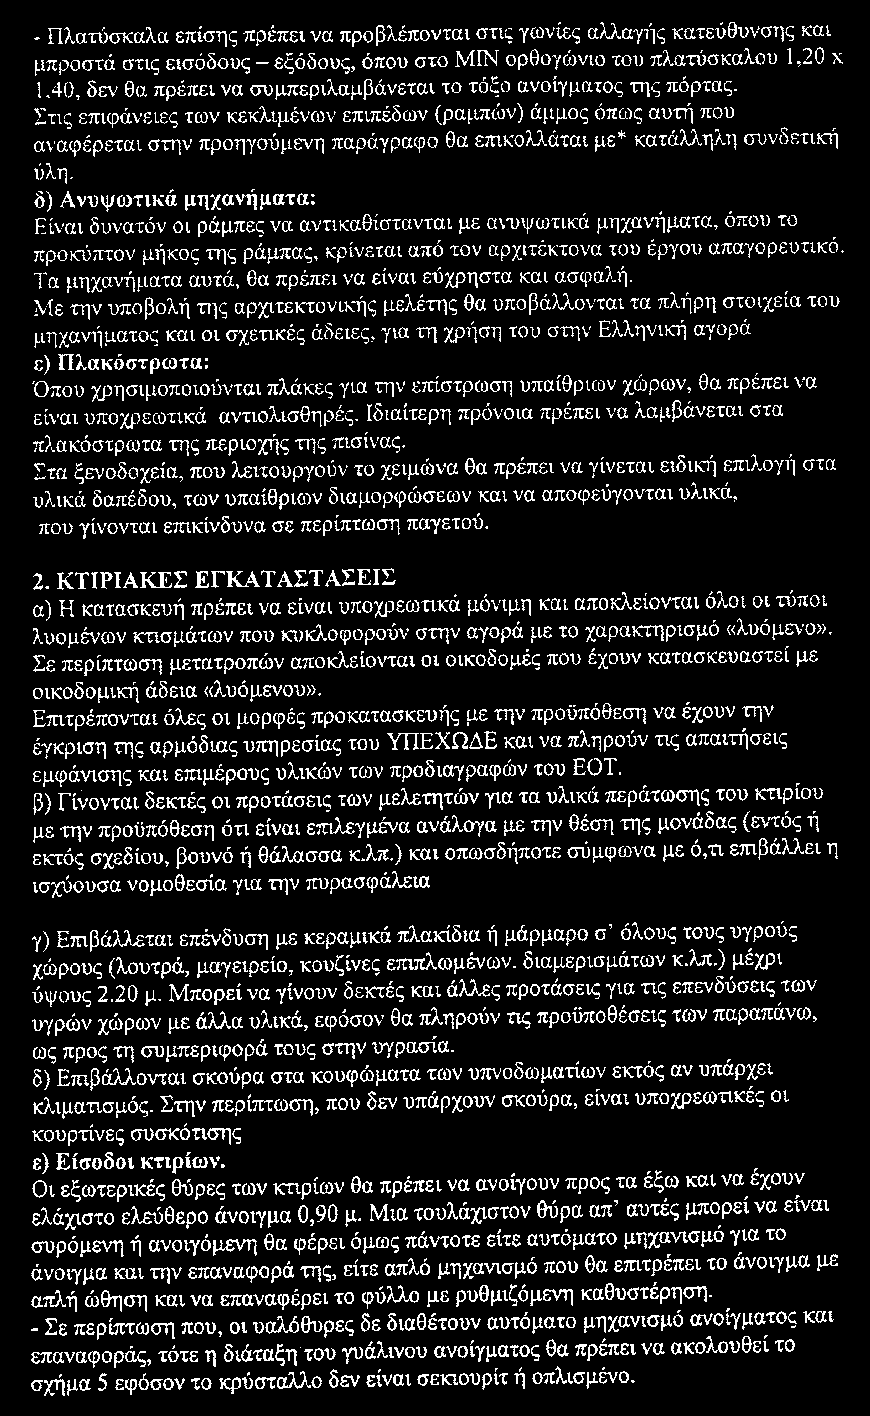 - Πλατύσκαλα επίσης πρέπει να προβλέπονται στις γωνίες αλλαγής κατεύθυνσης και
μπροστά στις εισόδους – εξόδους, όπου στο ΜΙΝ ορθογώνιο του πλατύσκαλου 1,20 x
1.40, δεν θα πρέπει να συμπεριλαμβάνεται το τόξο ανοίγματος της πόρτας.
Στις επιφάνειες των κεκλιμένων επιπέδων (ραμπών) άμμος όπως αυτή που
αναφέρεται στην προηγούμενη παράγραφο θα επικολλάται με* κατάλληλη συνδετική
ύλη.
δ) Ανυψωτικά μηχανήματα:
Είναι δυνατόν οι ράμπες να αντικαθίστανται με ανυψωτικά μηχανήματα, όπου το
προκύπτον μήκος της ράμπας, κρίνεται από τον αρχιτέκτονα του έργου απαγορευτικό.
Τα μηχανήματα αυτά, θα πρέπει να είναι εύχρηστα και ασφαλή.
Με την υποβολή της αρχιτεκτονικής μελέτης θα υποβάλλονται τα πλήρη στοιχεία του
μηχανήματος και οι σχετικές άδειες, για τη χρήση του στην Ελληνική αγορά
ε) Πλακόστρωτα:
Όπου χρησιμοποιούνται πλάκες για την επίστρωση υπαίθριων χώρων, θα πρέπει να
είναι υποχρεωτικά αντιολισθηρές. Ιδιαίτερη πρόνοια πρέπει να λαμβάνεται στα
πλακόστρωτα της περιοχής της πισίνας.
Στα ξενοδοχεία, που λειτουργούν το χειμώνα θα πρέπει να γίνεται ειδική επιλογή στα
υλικά δαπέδου, των υπαίθριων διαμορφώσεων και να αποφεύγονται υλικά,
που γίνονται επικίνδυνα σε περίπτωση παγετού.
2. ΚΤΙΡΙΑΚΕΣ ΕΓΚΑΤΑΣΤΑΣΕΙΣ
α) Η κατασκευή πρέπει να είναι υποχρεωτικά μόνιμη και αποκλείονται όλοι οι τύποι
λυομένων κτισμάτων που κυκλοφορούν στην αγορά με το χαρακτηρισμό «λυόμενο».
Σε περίπτωση μετατροπών αποκλείονται οι οικοδομές που έχουν κατασκευαστεί με
οικοδομική άδεια «λυόμενου».
Επιτρέπονται όλες οι μορφές προκατασκευής με την προϋπόθεση να έχουν την
έγκριση της αρμόδιας υπηρεσίας του ΥΠΕΧΩΔΕ και να πληρούν τις απαιτήσεις
εμφάνισης και επιμέρους υλικών των προδιαγραφών του ΕΟΤ.
β) Γίνονται δεκτές οι προτάσεις των μελετητών για τα υλικά περάτωσης του κτιρίου
με την προϋπόθεση ότι είναι επιλεγμένα ανάλογα με την θέση της μονάδας (εντός ή
εκτός σχεδίου, βουνό ή θάλασσα κ.λπ.) και οπωσδήποτε σύμφωνα με ό,τι επιβάλλει η
ισχύουσα νομοθεσία για την πυρασφάλεια
γ) Επιβάλλεται επένδυση με κεραμικά πλακίδια ή μάρμαρο σ' όλους τους υγρούς
χώρους (λουτρά, μαγειρείο, κουζίνες επιπλωμένων. διαμερισμάτων κ.λπ.) μέχρι
ύψους 2.20 μ. Μπορεί να γίνουν δεκτές και άλλες προτάσεις για τις επενδύσεις των
υγρών χώρων με άλλα υλικά, εφόσον θα πληρούν τις προϋποθέσεις των παραπάνω,
ως προς τη συμπεριφορά τους στην υγρασία.
δ) Επιβάλλονται σκούρα στα κουφώματα των υπνοδωματίων εκτός αν υπάρχει
κλιματισμός. Στην περίπτωση, που δεν υπάρχουν σκούρα, είναι υποχρεωτικές οι
κουρτίνες συσκότισης
ε) Είσοδοι κτιρίων.
Οι εξωτερικές θύρες των κτιρίων θα πρέπει να ανοίγουν προς τα έξω και να έχουν
ελάχιστο ελεύθερο άνοιγμα 0,90 μ. Μια τουλάχιστον θύρα απ' αυτές μπορεί να είναι
συρόμενη ή ανοιγόμενη θα φέρει όμως πάντοτε είτε αυτόματο μηχανισμό για το
άνοιγμα και την επαναφορά της, είτε απλό μηχανισμό που θα επιτρέπει το άνοιγμα με
απλή ώθηση και να επαναφέρει το φύλλο με ρυθμιζόμενη καθυστέρηση.
- Σε περίπτωση που, οι υαλόθυρες δε διαθέτουν αυτόματο μηχανισμό ανοίγματος και
επαναφοράς, τότε η διάταξη του γυάλινου ανοίγματος θα πρέπει να ακολουθεί το
σχήμα 5 εφόσον το κρύσταλλο δεν είναι σεκιουρίτ ή οπλισμένο.